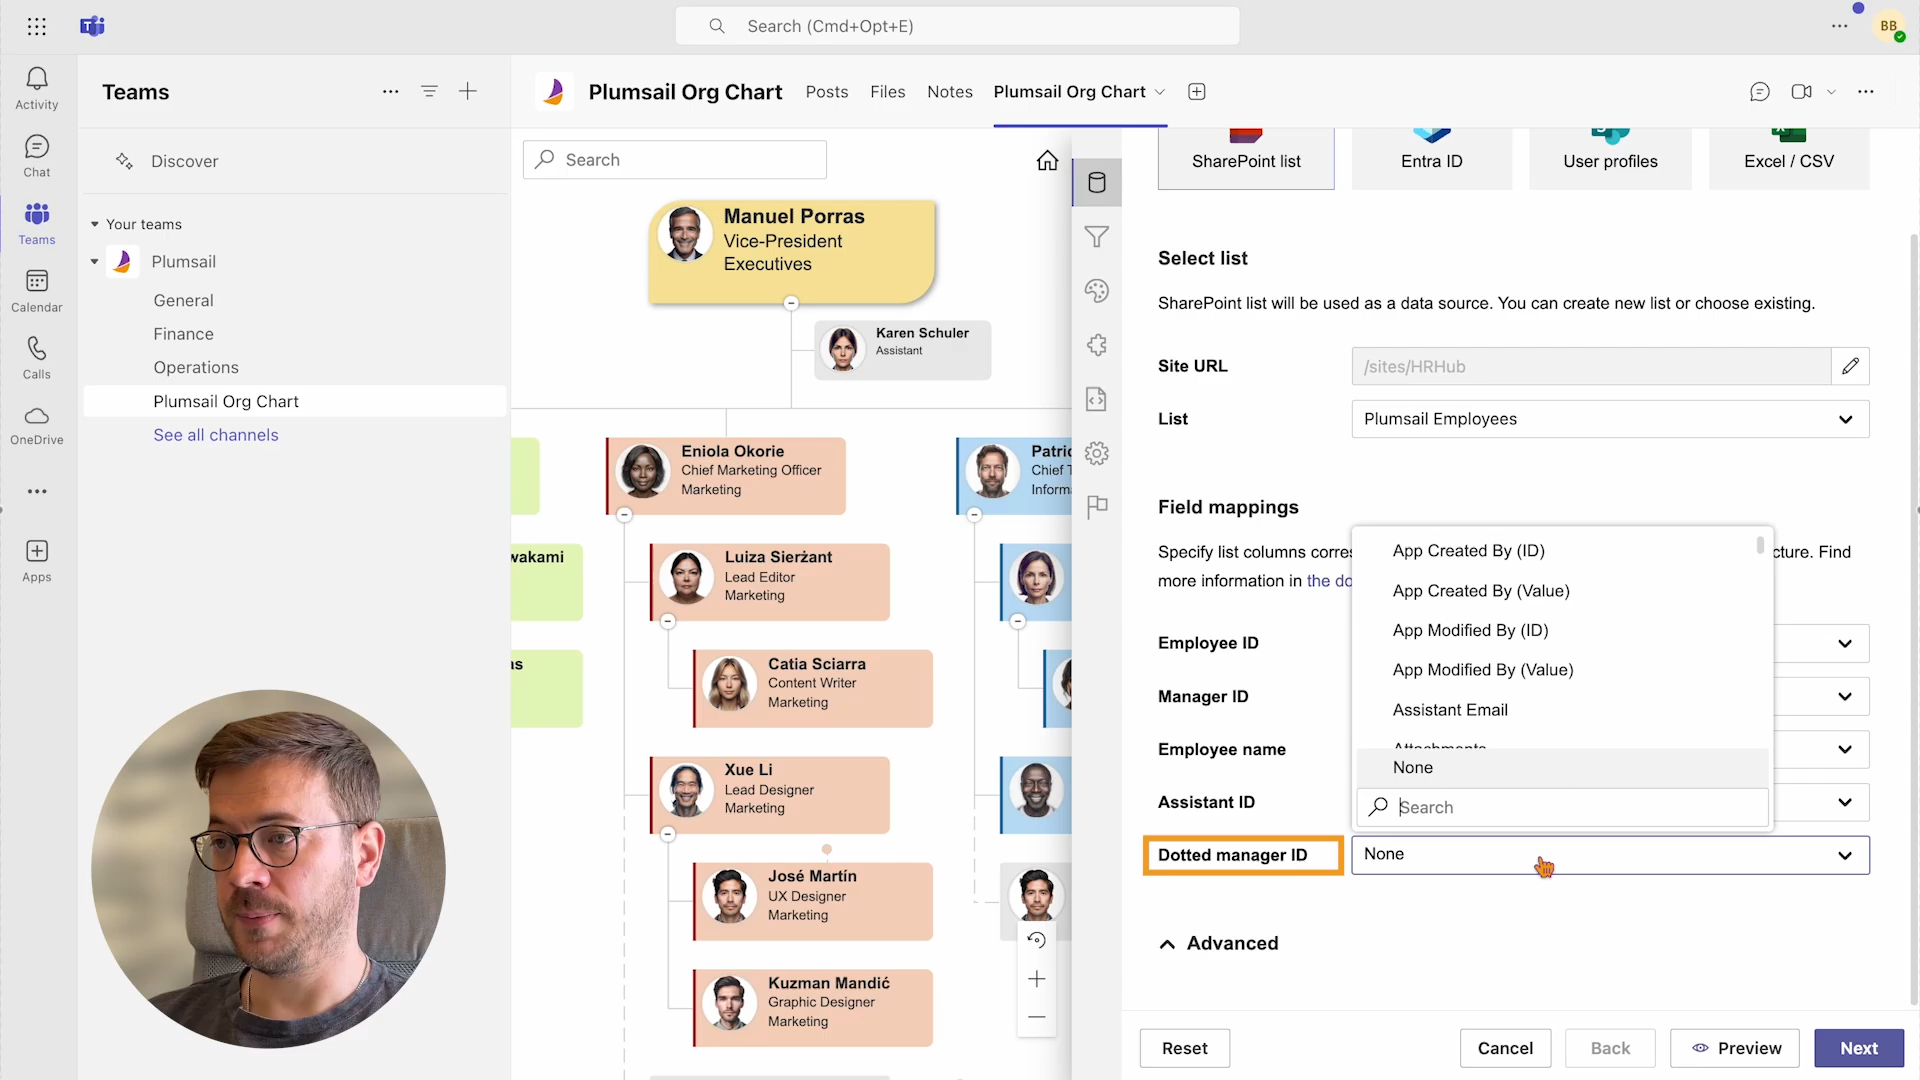 Search (Cmd+Opt+E)
BB
Activity
Chat
Teams
Calendar
Calls
OneDrive
Apps
Teams
Discover
Your teams
Plumsail
General
Finance
Operations
Plumsail Org Chart
See all channels
Plumsail Org Chart
Posts
Files
Notes
Plumsail Org Chart
Search
Manuel Porras
Vice-President
Executives
Karen Schuler
Assistant
Eniola Okorie
Chief Marketing Officer
Marketing
Patric
Chief T
Inform
wakami
Luiza Sierżant
Lead Editor
Marketing
Catia Sciarra
Content Writer
Marketing
Xue Li
Lead Designer
Marketing
José Martín
UX Designer
Marketing
Kuzman Mandić
Graphic Designer
Marketing
SharePoint list
Entra ID
User profiles
Excel / CSV
Select list
SharePoint list will be used as a data source. You can create new list or choose existing.
Site URL
/sites/HRHub
List
Plumsail Employees
Field mappings
Specify list columns corres
cture. Find
more information in the do
App Created By (ID)
App Created By (Value)
App Modified By (ID)
App Modified By (Value)
Assistant Email
Attachments
None
Search
Employee ID
Manager ID
Employee name
Assistant ID
Dotted manager ID
None
Advanced
Reset
Cancel
Back
Preview
Next